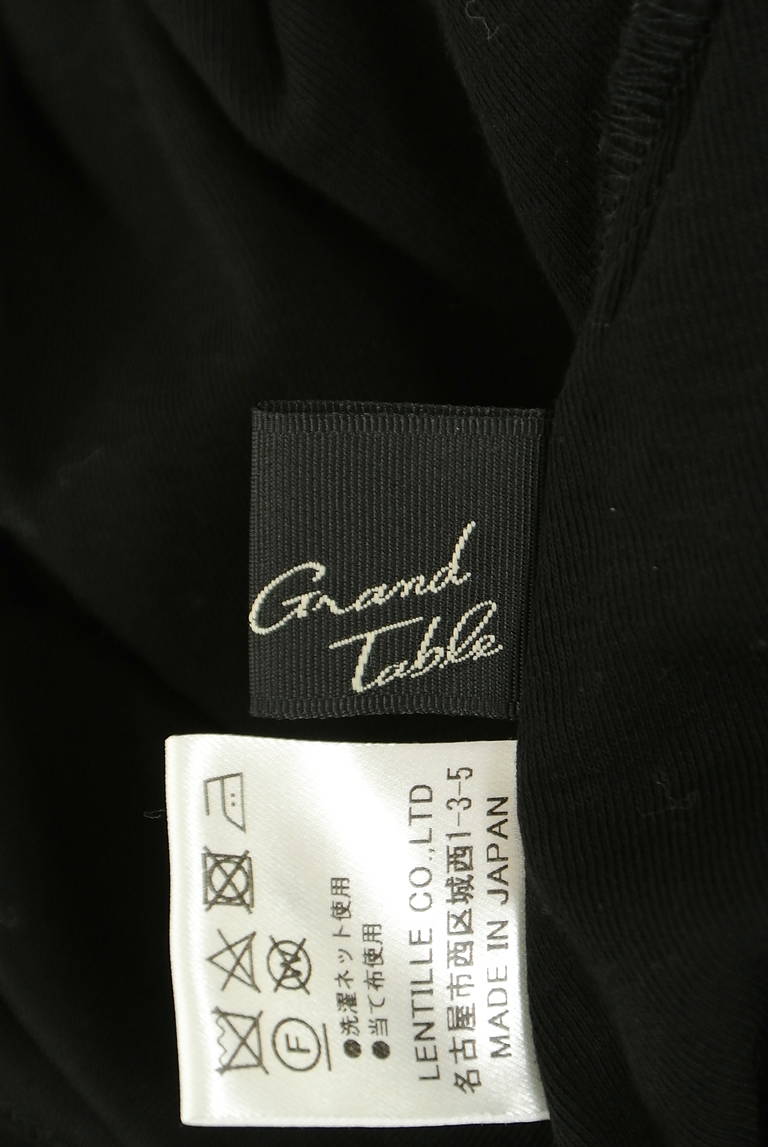 Grand
Table
F
W
●洗濯ネット使用
●当て布使用
LENTILLE CO.,LTD
名古屋市西区城西1-3-5
MADE IN JAPAN